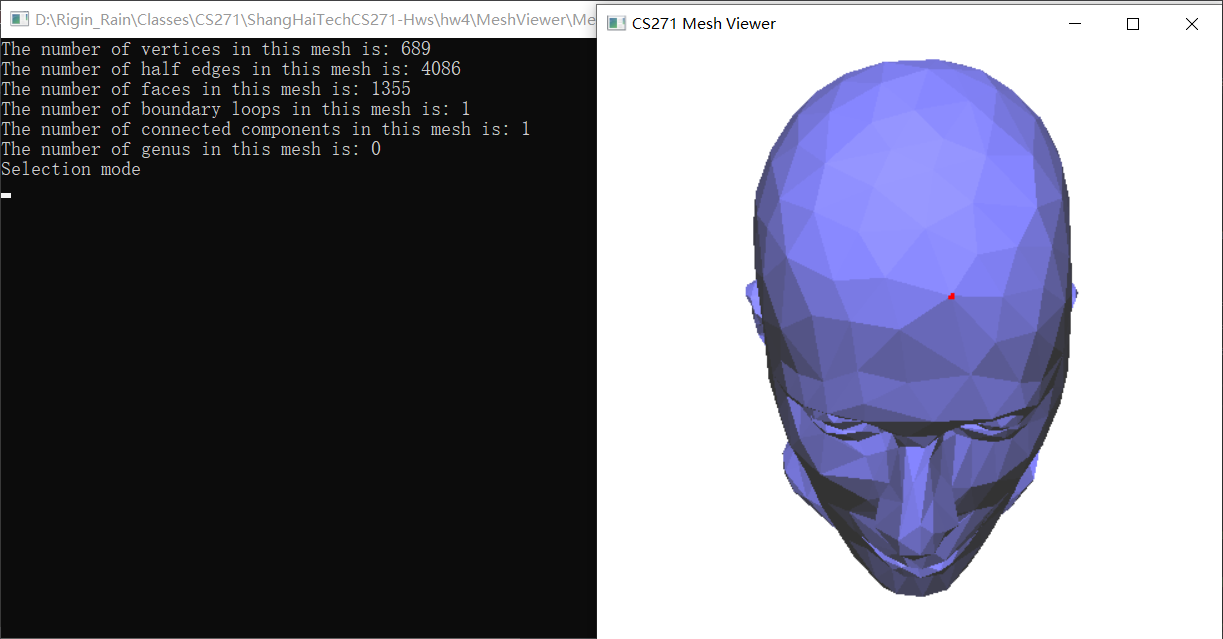 D:\Rigin_Rain\Classes\CS271\ShangHaiTechCS271-Hws\hw4\MeshViewer\Me
CS271 Mesh Viewer
The number of vertices in this mesh is: 689
The number of half edges in this mesh is: 4086
The number of faces in this mesh is: 1355
The number of boundary loops in this mesh is: 1
The number of connected components in this mesh is: 1
The number of genus in this mesh is: 0
Selection mode